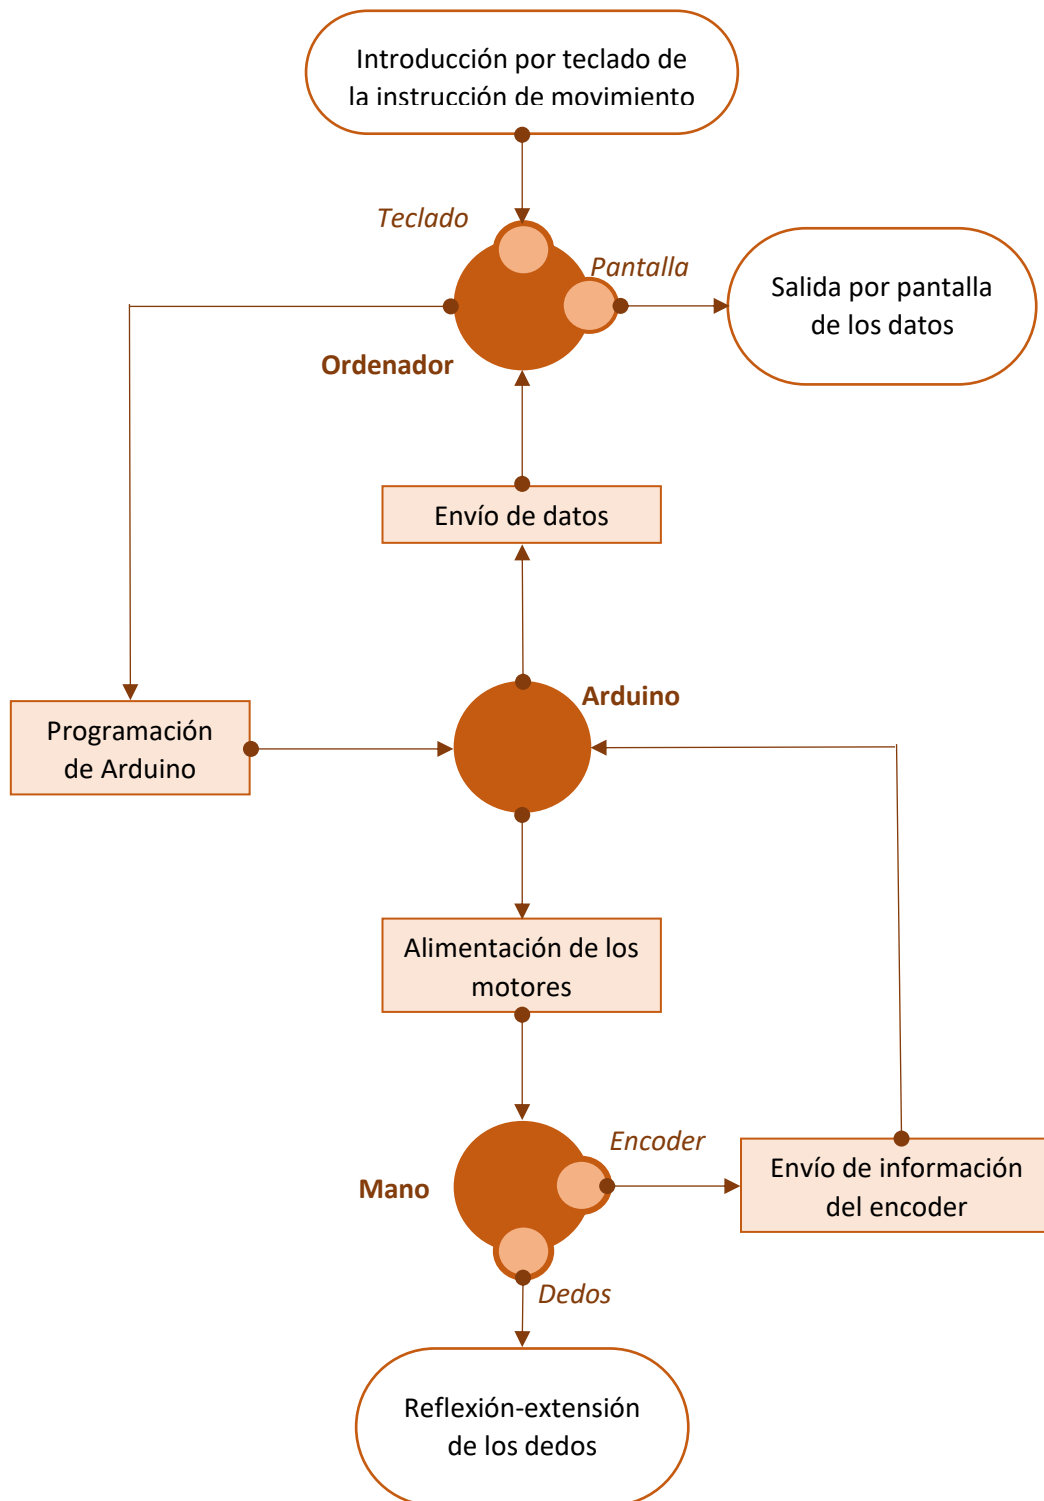 Introducción por teclado de
la instrucción de movimiento
Teclado
Pantalla
Salida por pantalla
de los datos
Ordenador
Envío de datos
Arduino
Programación
de Arduino
Alimentación de los
motores
Encoder
Mano
Envío de información
del encoder
Dedos
Reflexión-extensión
de los dedos